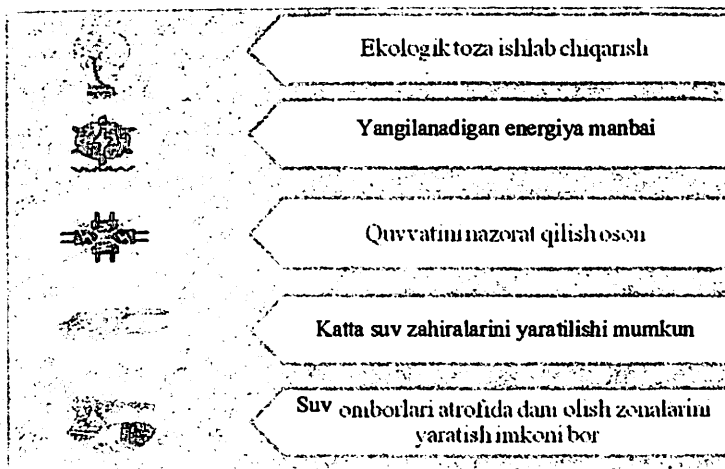 Ekologik toza ishlab chiqarish
Yangilanadigan energiya manbai
Quvvatini nazorat qilish oson
Katta suv zahiralarini yaratilishi mumkun
Suv omborlari atrofida dam olish zonalarini
yaratish imkoni bor